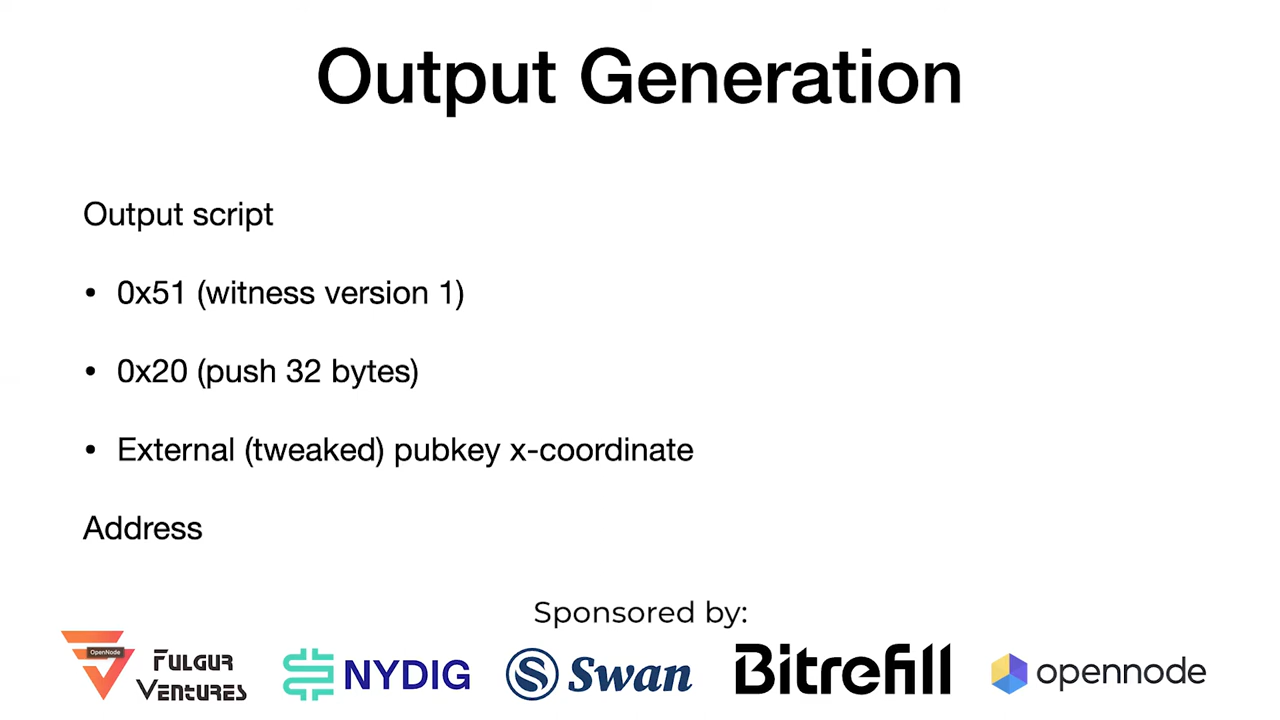 Output Generation
Output script
• 0x51 (witness version 1)
• 0x20 (push 32 bytes)
• External (tweaked) pubkey x-coordinate
Address
Sponsored by:
OpenNode
Fulgur
Ventures
NYDIG
Swan
Bitrefill
opennode